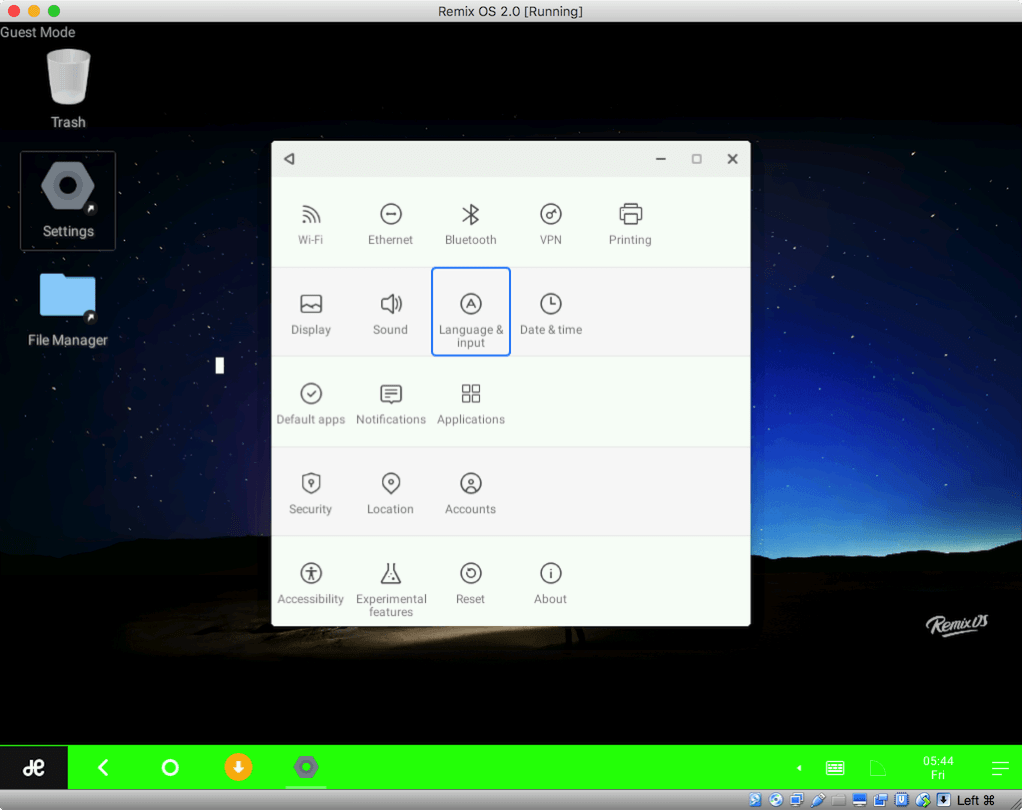 Remix OS 2.0 [Running]
Guest Mode
Trash
Settings
File Manager
Wi-Fi
Ethernet
Bluetooth
VPN
Printing
Display
Sound
Language &
input
Date & time
Default apps
Notifications
Applications
Security
Location
Accounts
Accessibility
Experimental
features
Reset
About
Remix OS
05:44
Fri
Left ⌘